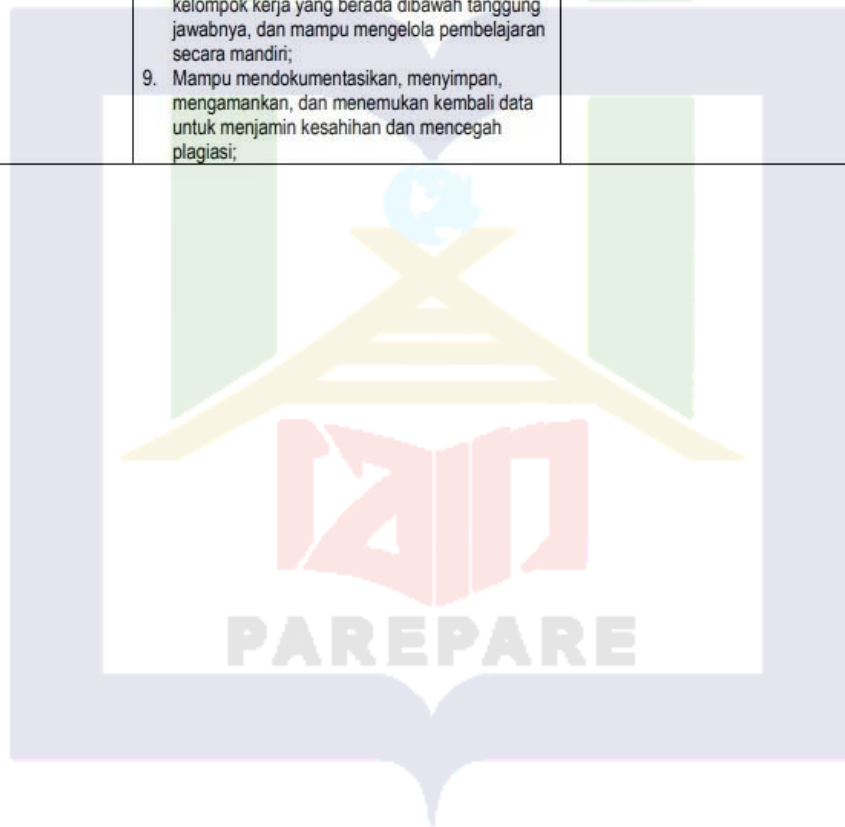 kelompok kerja yang berada dibawah tanggung
jawabnya, dan mampu mengelola pembelajaran
secara mandiri;
9. Mampu mendokumentasikan, menyimpan,
mengamankan, dan menemukan kembali data
untuk menjamin kesahihan dan mencegah
plagiasi;
iain
PAREPARE